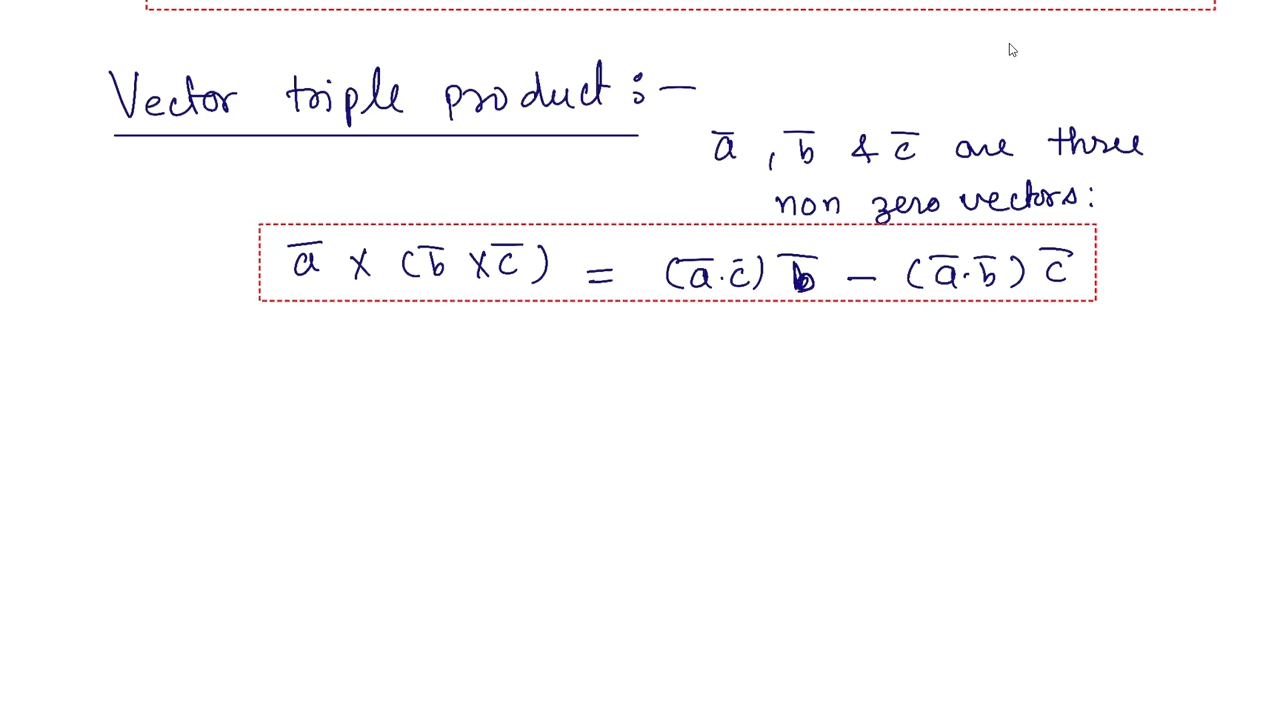 Vector triple product :-
a̅ , b̅ & c̅ are three
non zero vectors:
a̅ × (b̅ × c̅) = (a̅·c̅) b̅ - (a̅·b̅) c̅